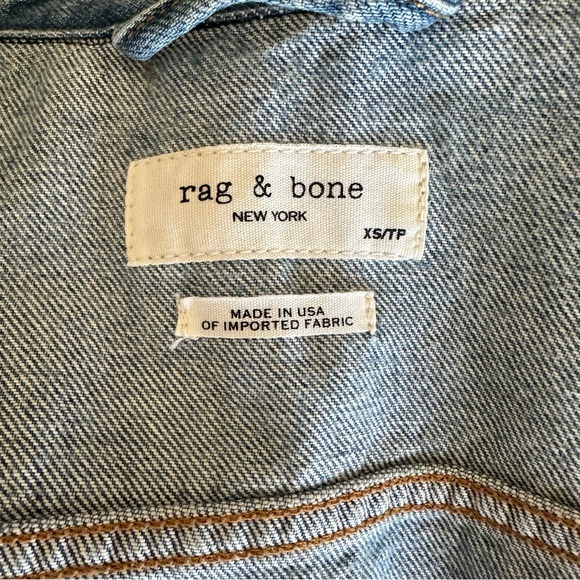 rag & bone
NEW YORK
XS/TP
MADE IN USA
OF IMPORTED FABRIC